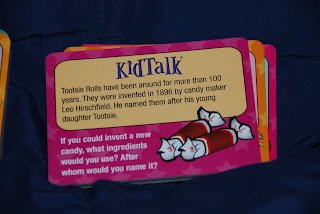 KidTalk®
Tootsie Rolls have been around for more than 100
years. They were invented in 1896 by candy maker
Leo Hirschfield. He named them after his young
daughter Tootsie.
If you could invent a new
candy, what ingredients
would you use? After
whom would you name it?